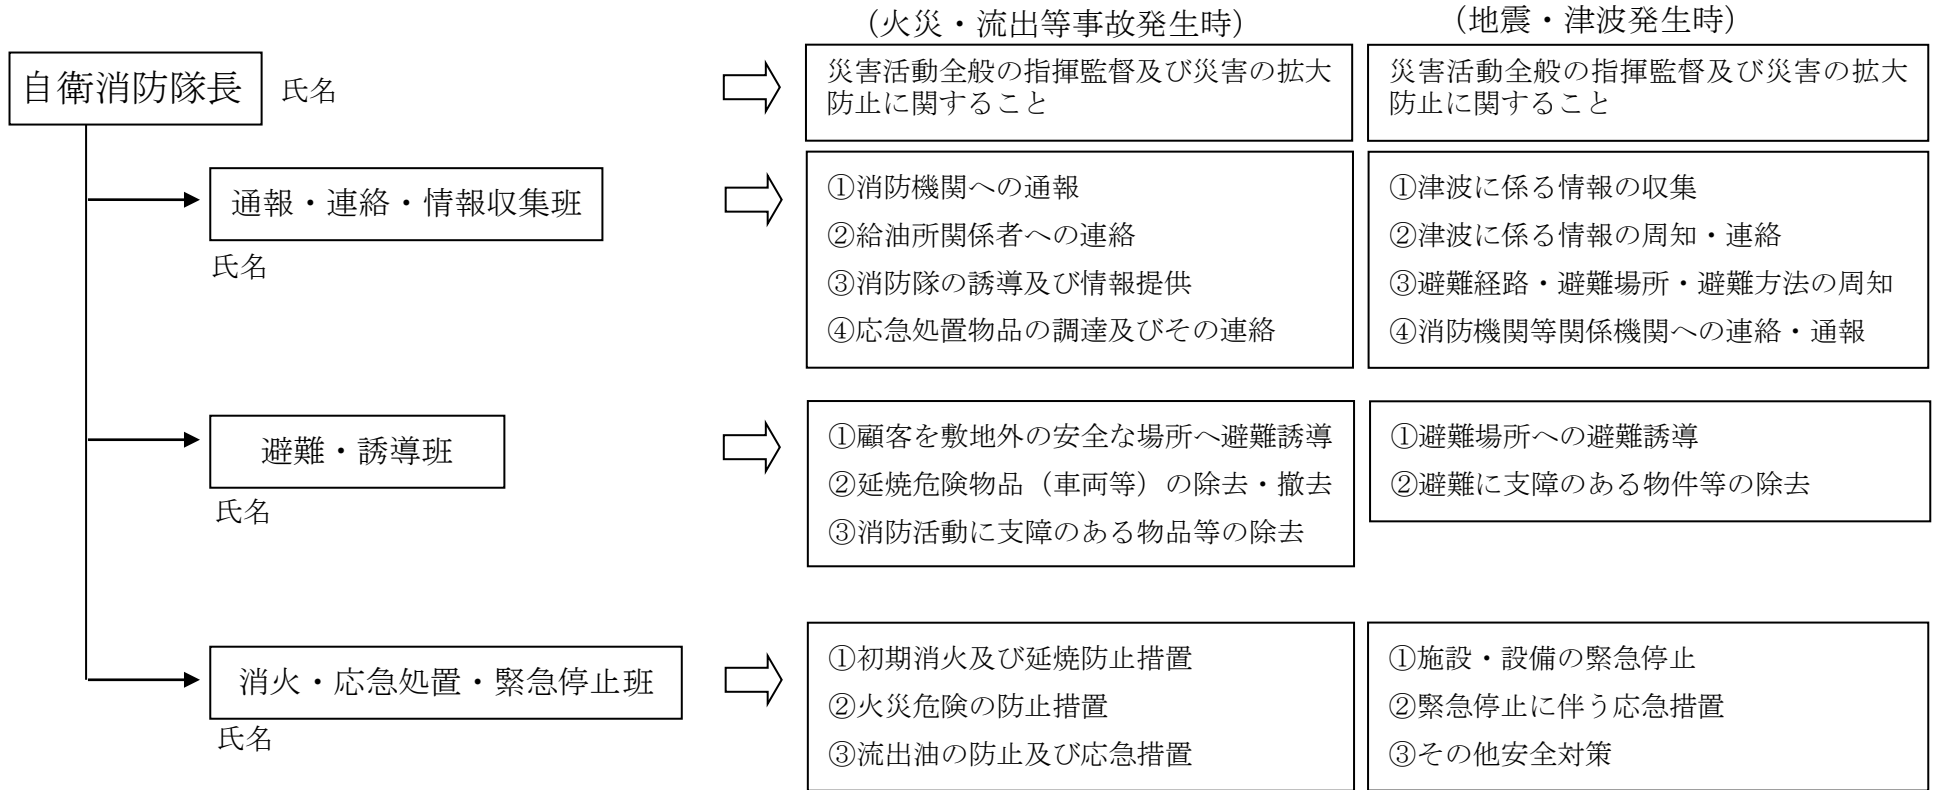 (火災・流出等事故発生時)
(地震・津波発生時)
自衛消防隊長
氏名
災害活動全般の指揮監督及び災害の拡大
防止に関すること
災害活動全般の指揮監督及び災害の拡大
防止に関すること
通報・連絡・情報収集班
氏名
①消防機関への通報
②給油所関係者への連絡
③消防隊の誘導及び情報提供
④応急処置物品の調達及びその連絡
①津波に係る情報の収集
②津波に係る情報の周知・連絡
③避難経路・避難場所・避難方法の周知
④消防機関等関係機関への連絡・通報
避難・誘導班
氏名
①顧客を敷地外の安全な場所へ避難誘導
②延焼危険物品（車両等）の除去・撤去
③消防活動に支障のある物品等の除去
①避難場所への避難誘導
②避難に支障のある物件等の除去
消火・応急処置・緊急停止班
氏名
①初期消火及び延焼防止措置
②火災危険の防止措置
③流出油の防止及び応急措置
①施設・設備の緊急停止
②緊急停止に伴う応急措置
③その他安全対策